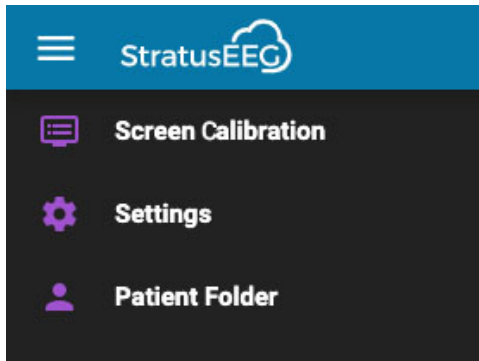 StratusEEG
Screen Calibration
Settings
Patient Folder